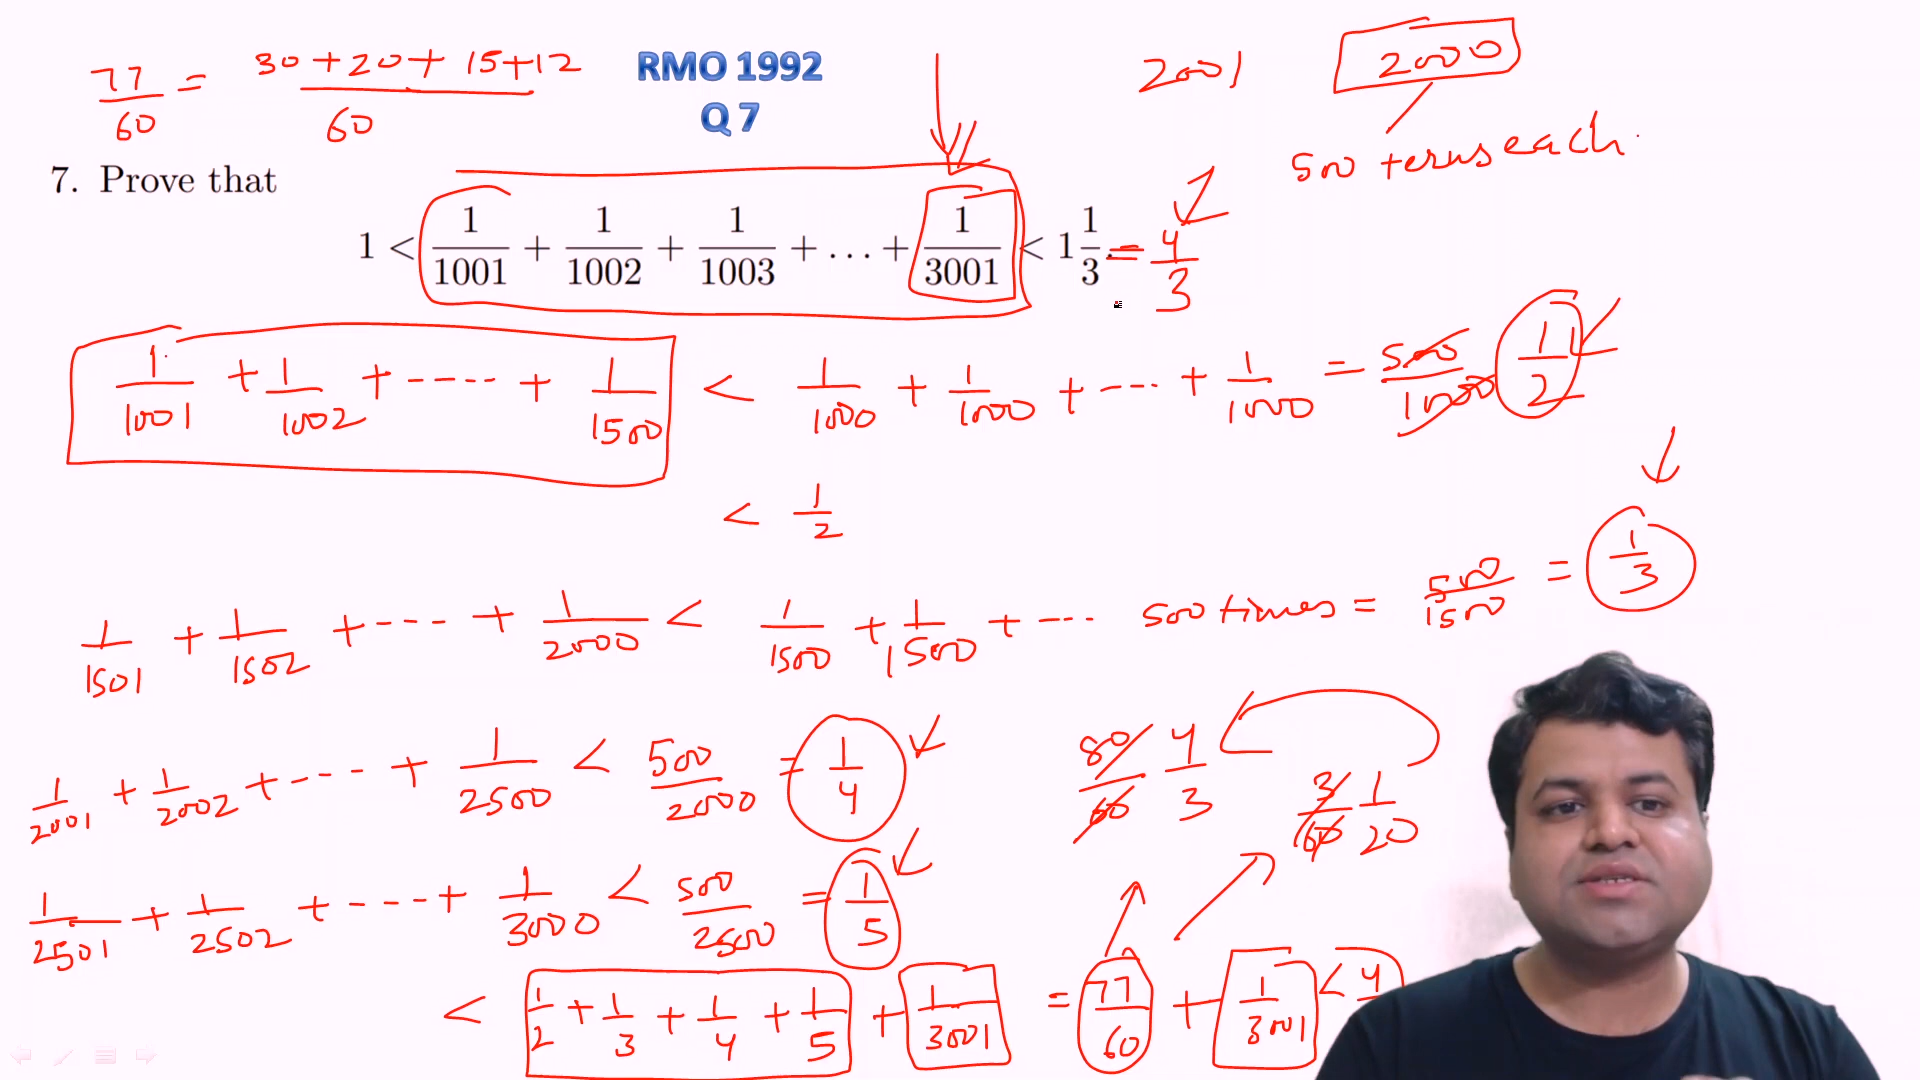 77/60 = (30 + 20 + 15 + 12)/60
RMO 1992
Q 7
2001 2000
500 terms each
7. Prove that
1 < 1/1001 + 1/1002 + 1/1003 + ... + 1/3001 < 1 1/3. = 4/3
1/1001 + 1/1002 + ---- + 1/1500 < 1/1000 + 1/1000 + --- + 1/1000 = 500/1000 1/2
< 1/2
1/1501 + 1/1502 + ---- + 1/2000 < 1/1500 + 1/1500 + --- 500 times = 500/1500 = 1/3
1/2001 + 1/2002 + ---- + 1/2500 < 500/2000 = 1/4
80/60 4/3
3/60 1/20
1/2501 + 1/2502 + ---- + 1/3000 < 500/2500 = 1/5
< 1/2 + 1/3 + 1/4 + 1/5 + 1/3001 = 77/60 + 1/3001 < 4